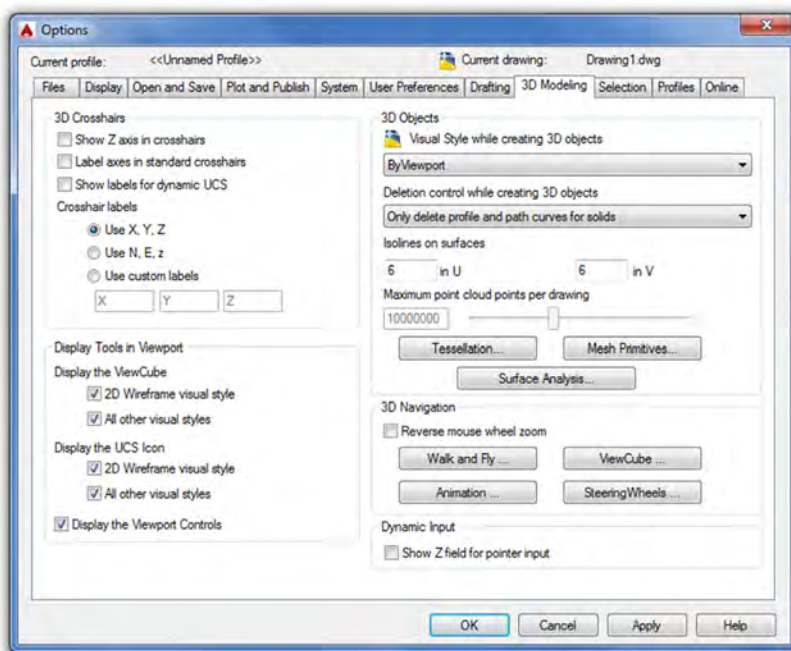 Options
Current profile: <<Unnamed Profile>> Current drawing: Drawing1.dwg
Files Display Open and Save Plot and Publish System User Preferences Drafting 3D Modeling Selection Profiles Online
3D Crosshairs
Show Z axis in crosshairs
Label axes in standard crosshairs
Show labels for dynamic UCS
Crosshair labels
Use X, Y, Z
Use N, E, z
Use custom labels
X Y Z
Display Tools in Viewport
Display the ViewCube
2D Wireframe visual style
All other visual styles
Display the UCS Icon
2D Wireframe visual style
All other visual styles
Display the Viewport Controls
3D Objects
Visual Style while creating 3D objects
ByViewport
Deletion control while creating 3D objects
Only delete profile and path curves for solids
Isolines on surfaces
6 in U 6 in V
Maximum point cloud points per drawing
10000000
Tessellation... Mesh Primitives...
Surface Analysis...
3D Navigation
Reverse mouse wheel zoom
Walk and Fly ... ViewCube ...
Animation ... SteeringWheels ...
Dynamic Input
Show Z field for pointer input
OK Cancel Apply Help